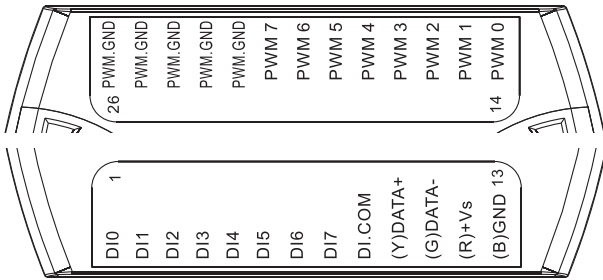 PWM.GND
PWM.GND
PWM.GND
PWM.GND
PWM.GND
PWM 7
PWM 6
PWM 5
PWM 4
PWM 3
PWM 2
PWM 1
PWM 0
26
14
1
13
DI0
DI1
DI2
DI3
DI4
DI5
DI6
DI7
DI.COM
(Y)DATA+
(G)DATA-
(R)+Vs
(B)GND